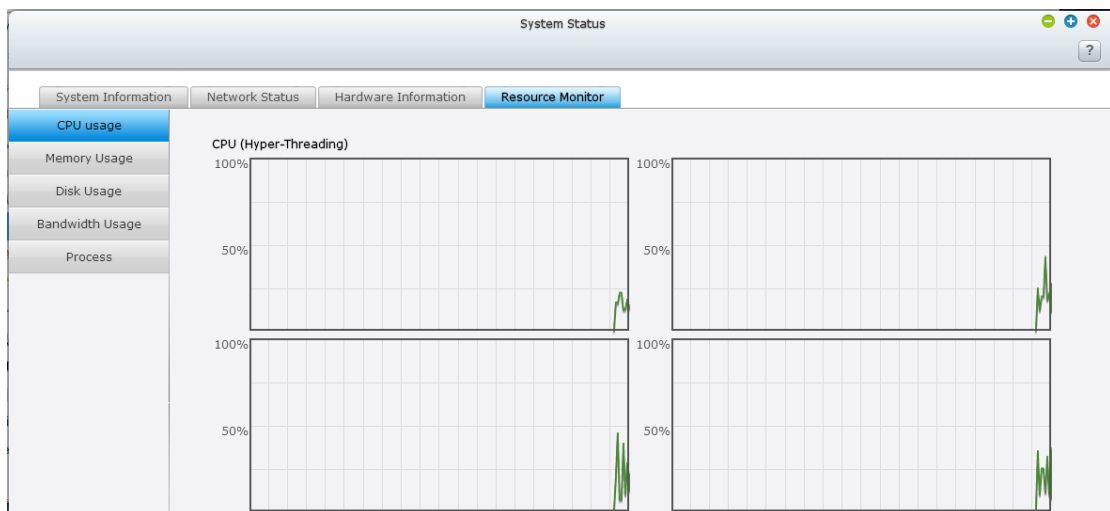 System Status
?
System Information Network Status Hardware Information Resource Monitor
CPU usage
Memory Usage
Disk Usage
Bandwidth Usage
Process
CPU (Hyper-Threading)
100% 100%
50% 50%
100% 100%
50% 50%